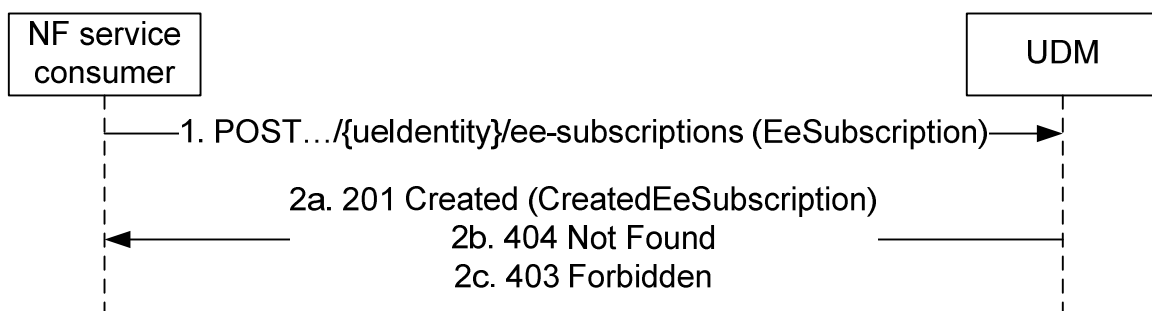 NF service
consumer
UDM
1. POST…/{ueIdentity}/ee-subscriptions (EeSubscription)
2a. 201 Created (CreatedEeSubscription)
2b. 404 Not Found
2c. 403 Forbidden